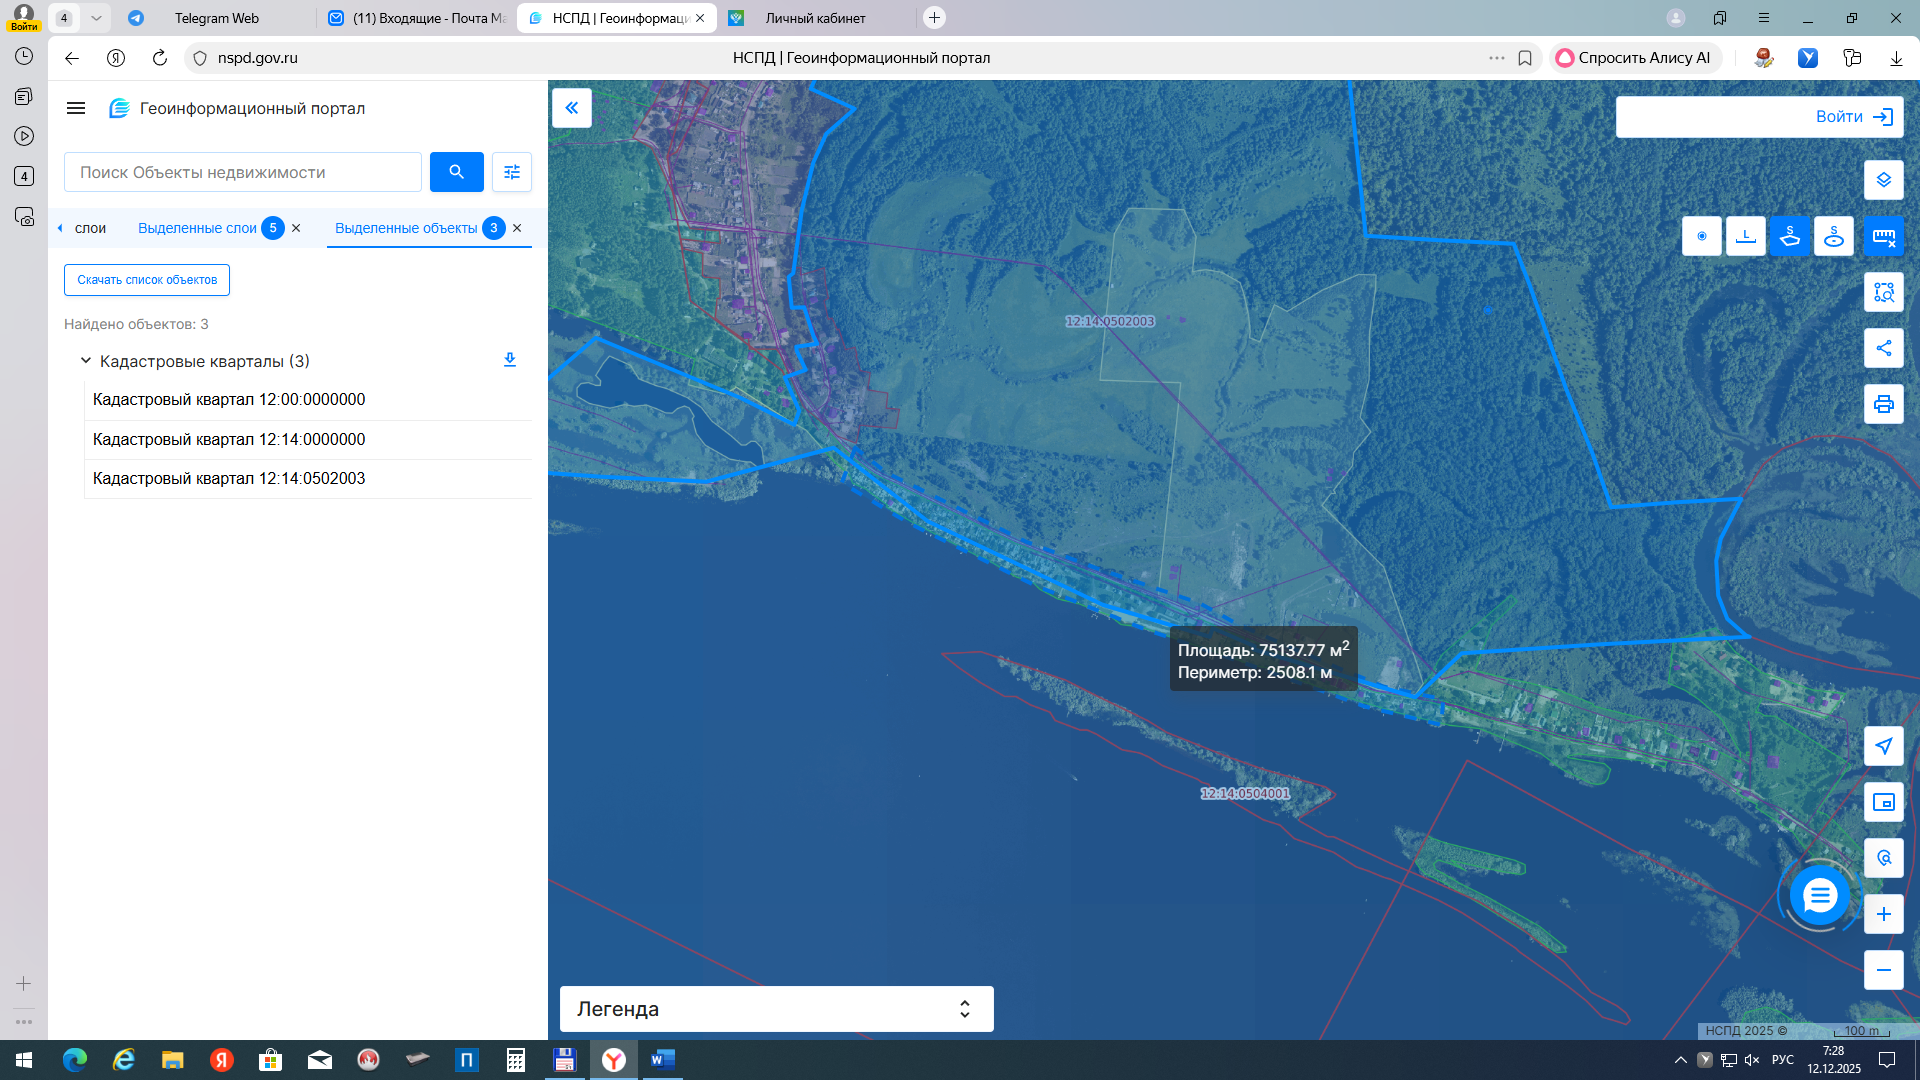 Войти
4
Telegram Web
(11) Входящие - Почта Ma
НСПД | Геоинформаци
Личный кабинет
nspd.gov.ru
НСПД | Геоинформационный портал
Спросить Алису AI
4
Геоинформационный портал
Войти
Поиск Объекты недвижимости
слои
Выделенные слои 5
Выделенные объекты 3
L
S
S
Скачать список объектов
Найдено объектов: 3
Кадастровые кварталы (3)
Кадастровый квартал 12:00:0000000
Кадастровый квартал 12:14:0000000
Кадастровый квартал 12:14:0502003
12:14:0502003
Площадь: 75137.77 м2
Периметр: 2508.1 м
12:14:0504001
Легенда
НСПД 2025 ©
100 m
РУС
7:28
12.12.2025